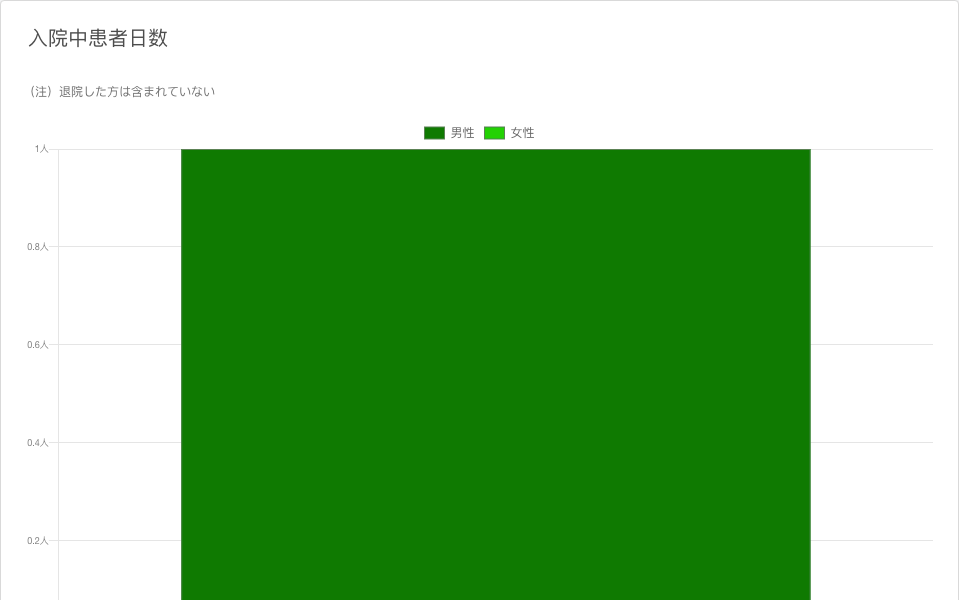 入院中患者日数
（注）退院した方は含まれていない
男性 女性
1人
0.8人
0.6人
0.4人
0.2人